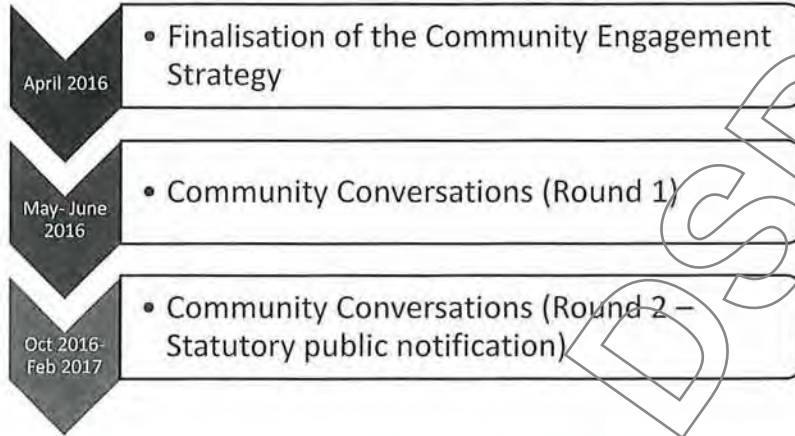 April 2016
• Finalisation of the Community Engagement
Strategy
May- June
2016
• Community Conversations (Round 1)
Oct 2016-
Feb 2017
• Community Conversations (Round 2 –
Statutory public notification)